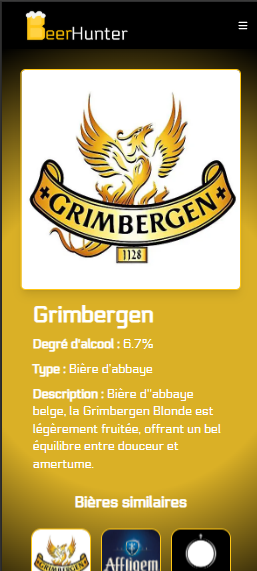 BeerHunter
GRIMBERGEN
1128
Grimbergen
Degré d'alcool : 6.7%
Type : Bière d'abbaye
Description : Bière d''abbaye
belge, la Grimbergen Blonde est
légèrement fruitée, offrant un bel
équilibre entre douceur et
amertume.
Bières similaires
GRIMBERGEN
Affligem